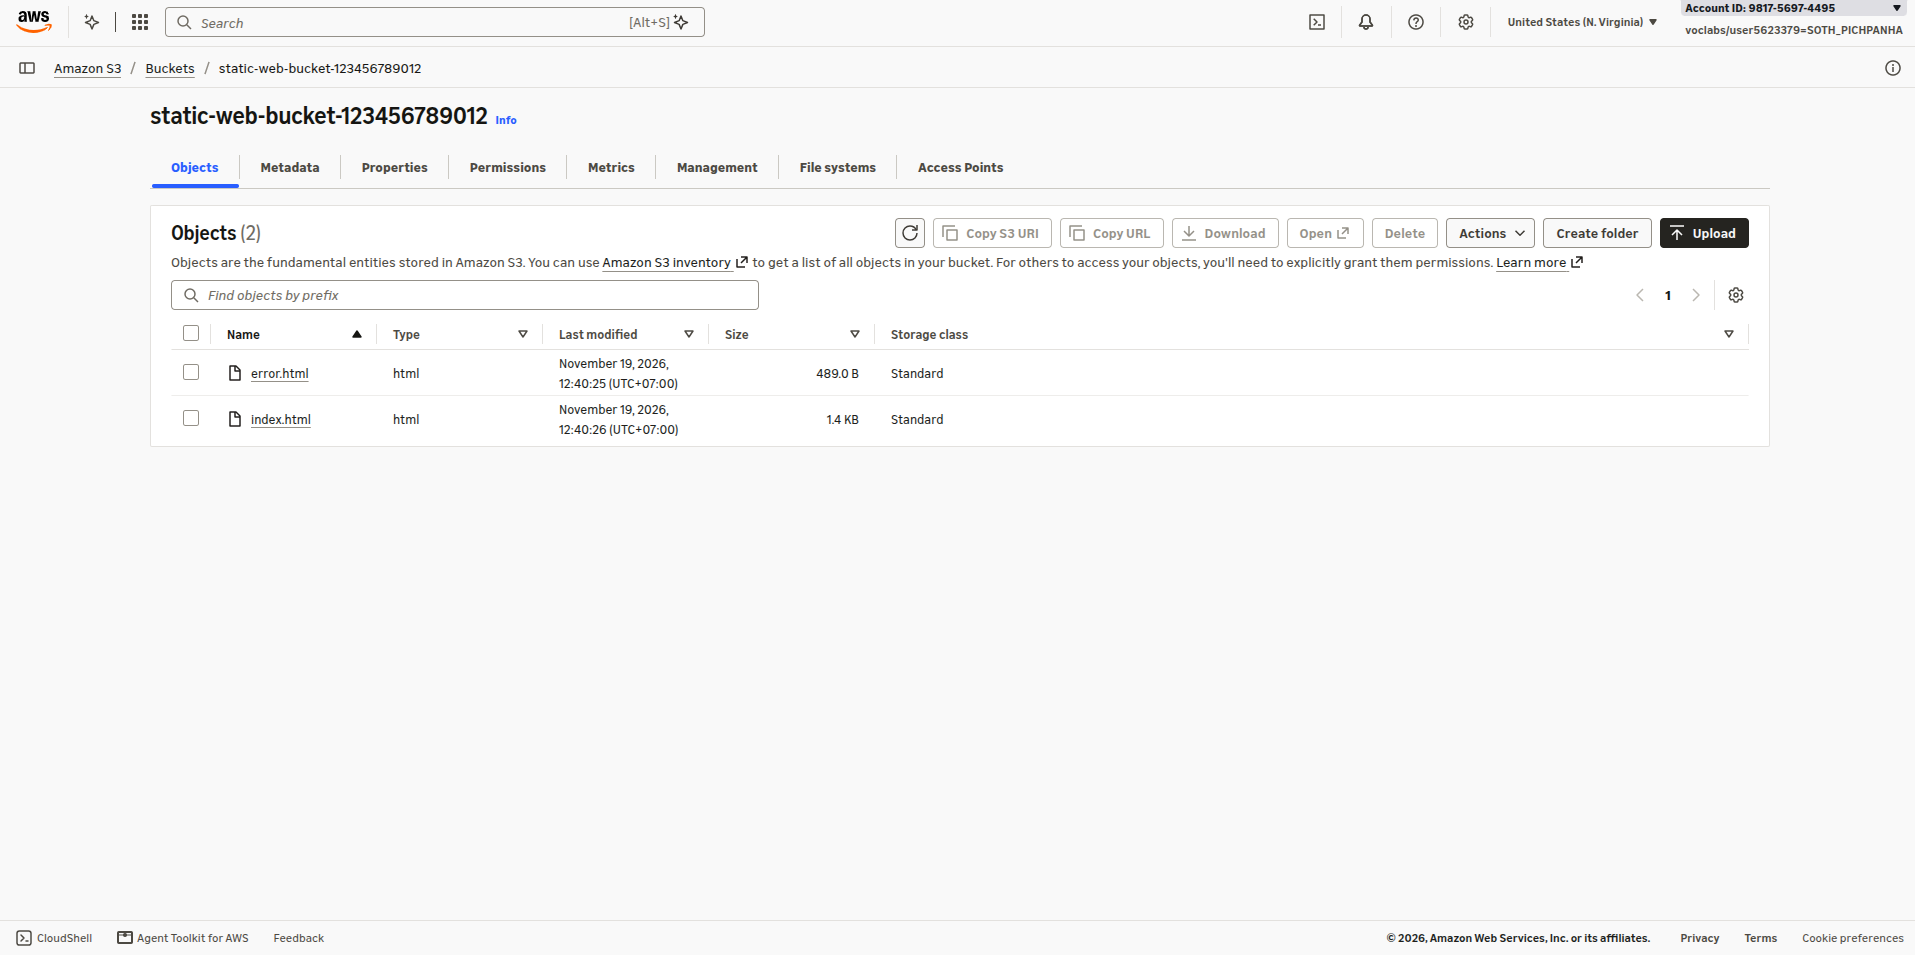 aws
Search [Alt+S]
United States (N. Virginia)
Account ID: 9817-5697-4495
voclabs/user5623379=SOTH_PICHPANHA
Amazon S3 / Buckets / static-web-bucket-123456789012
static-web-bucket-123456789012 Info
Objects Metadata Properties Permissions Metrics Management File systems Access Points
Objects (2)
Copy S3 URI Copy URL Download Open Delete Actions Create folder Upload
Objects are the fundamental entities stored in Amazon S3. You can use Amazon S3 inventory to get a list of all objects in your bucket. For others to access your objects, you'll need to explicitly grant them permissions. Learn more
Find objects by prefix
1
Name Type Last modified Size Storage class
error.html html November 19, 2026, 12:40:25 (UTC+07:00) 489.0 B Standard
index.html html November 19, 2026, 12:40:26 (UTC+07:00) 1.4 KB Standard
CloudShell Agent Toolkit for AWS Feedback
© 2026, Amazon Web Services, Inc. or its affiliates. Privacy Terms Cookie preferences